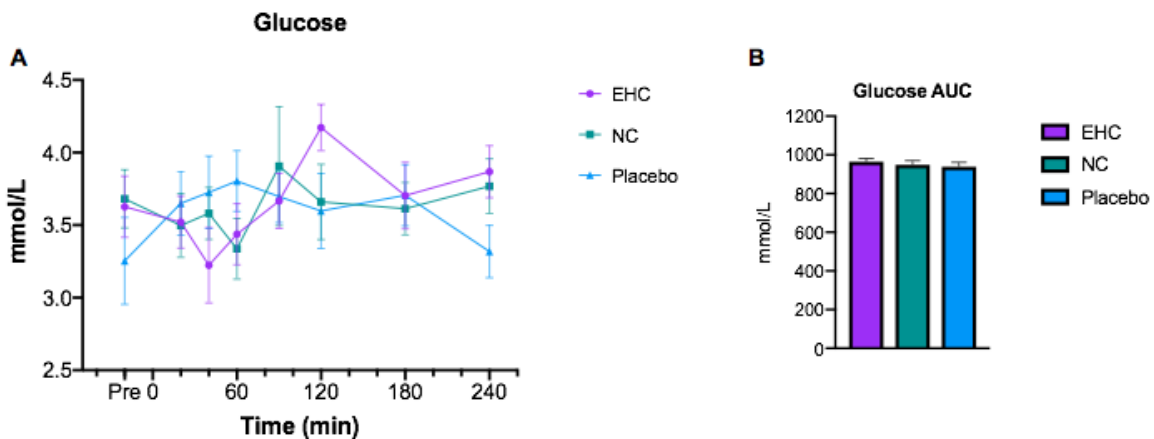 Glucose
A
mmol/L
4.5
4.0
3.5
3.0
2.5
Pre 0 60 120 180 240
Time (min)
EHC
NC
Placebo
B
Glucose AUC
mmol/L
1200
1000
800
600
400
200
0
EHC
NC
Placebo